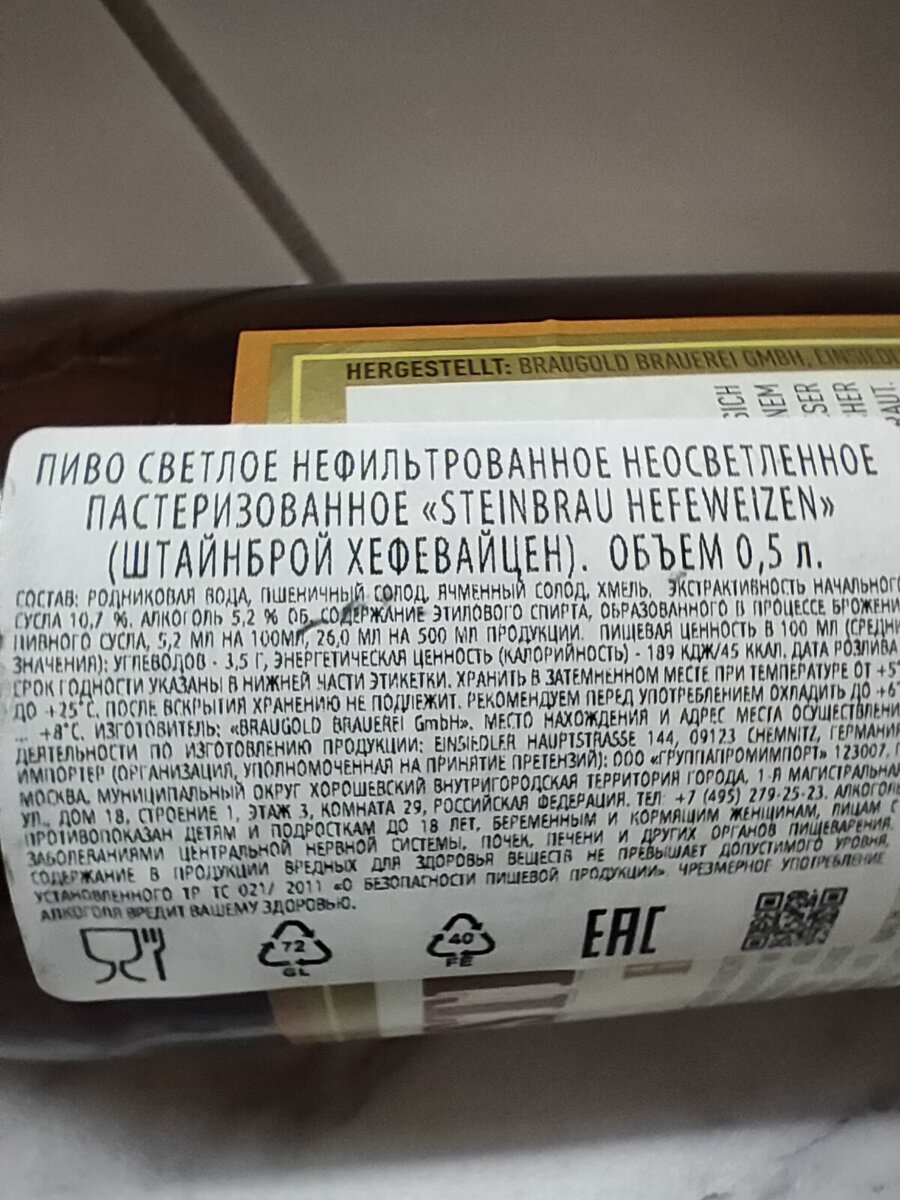 HERGESTELLT: BRAUGOLD BRAUEREI GMBH, EINSIEDL
SICH
NEM
SER
CHER
RAUT.
ПИВО СВЕТЛОЕ НЕФИЛЬТРОВАННОЕ НЕОСВЕТЛЕННОЕ
ПАСТЕРИЗОВАННОЕ «STEINBRAU HEFEWEIZEN»
(ШТАЙНБРОЙ ХЕФЕВАЙЦЕН). ОБЪЕМ 0,5 л.
СОСТАВ: РОДНИКОВАЯ ВОДА, ПШЕНИЧНЫЙ СОЛОД, ЯЧМЕННЫЙ СОЛОД, ХМЕЛЬ. ЭКСТРАКТИВНОСТЬ НАЧАЛЬНОГО
СУСЛА 10,7 %. АЛКОГОЛЬ 5,2 % ОБ. СОДЕРЖАНИЕ ЭТИЛОВОГО СПИРТА, ОБРАЗОВАННОГО В ПРОЦЕССЕ БРОЖЕНИ
ПИВНОГО СУСЛА, 5,2 МЛ НА 100МЛ, 26,0 МЛ НА 500 МЛ ПРОДУКЦИИ. ПИЩЕВАЯ ЦЕННОСТЬ В 100 МЛ (СРЕДНИ
ЗНАЧЕНИЯ): УГЛЕВОДОВ - 3,5 Г, ЭНЕРГЕТИЧЕСКАЯ ЦЕННОСТЬ (КАЛОРИЙНОСТЬ) - 189 КДЖ/45 ККАЛ. ДАТА РОЗЛИВА
СРОК ГОДНОСТИ УКАЗАНЫ В НИЖНЕЙ ЧАСТИ ЭТИКЕТКИ. ХРАНИТЬ В ЗАТЕМНЕННОМ МЕСТЕ ПРИ ТЕМПЕРАТУРЕ ОТ +5°
ДО +25°С. ПОСЛЕ ВСКРЫТИЯ ХРАНЕНИЮ НЕ ПОДЛЕЖИТ. РЕКОМЕНДУЕМ ПЕРЕД УПОТРЕБЛЕНИЕМ ОХЛАДИТЬ ДО +6°
... +8°С. ИЗГОТОВИТЕЛЬ: «BRAUGOLD BRAUEREI GmbH». МЕСТО НАХОЖДЕНИЯ И АДРЕС МЕСТА ОСУЩЕСТВЛЕНИ
ДЕЯТЕЛЬНОСТИ ПО ИЗГОТОВЛЕНИЮ ПРОДУКЦИИ: EINSIEDLER HAUPTSTRASSE 144, 09123 CHEMNITZ, ГЕРМАНИЯ
ИМПОРТЕР (ОРГАНИЗАЦИЯ, УПОЛНОМОЧЕННАЯ НА ПРИНЯТИЕ ПРЕТЕНЗИЙ): ООО «ГРУППАПРОМИМПОРТ» 123007, Г
МОСКВА, МУНИЦИПАЛЬНЫЙ ОКРУГ ХОРОШЕВСКИЙ ВНУТРИГОРОДСКАЯ ТЕРРИТОРИЯ ГОРОДА, 1-Я МАГИСТРАЛЬНАЯ
УЛ., ДОМ 18, СТРОЕНИЕ 1, ЭТАЖ 3, КОМНАТА 29, РОССИЙСКАЯ ФЕДЕРАЦИЯ. ТЕЛ: +7 (495) 279-25-23. АЛКОГОЛЬ
ПРОТИВОПОКАЗАН ДЕТЯМ И ПОДРОСТКАМ ДО 18 ЛЕТ, БЕРЕМЕННЫМ И КОРМЯЩИМ ЖЕНЩИНАМ, ЛИЦАМ С
ЗАБОЛЕВАНИЯМИ ЦЕНТРАЛЬНОЙ НЕРВНОЙ СИСТЕМЫ, ПОЧЕК, ПЕЧЕНИ И ДРУГИХ ОРГАНОВ ПИЩЕВАРЕНИЯ.
СОДЕРЖАНИЕ В ПРОДУКЦИИ ВРЕДНЫХ ДЛЯ ЗДОРОВЬЯ ВЕЩЕСТВ НЕ ПРЕВЫШАЕТ ДОПУСТИМОГО УРОВНЯ,
УСТАНОВЛЕННОГО ТР ТС 021/ 2011 «О БЕЗОПАСНОСТИ ПИЩЕВОЙ ПРОДУКЦИИ». ЧРЕЗМЕРНОЕ УПОТРЕБЛЕНИЕ
АЛКОГОЛЯ ВРЕДИТ ВАШЕМУ ЗДОРОВЬЮ.
72
GL
40
FE
EAC